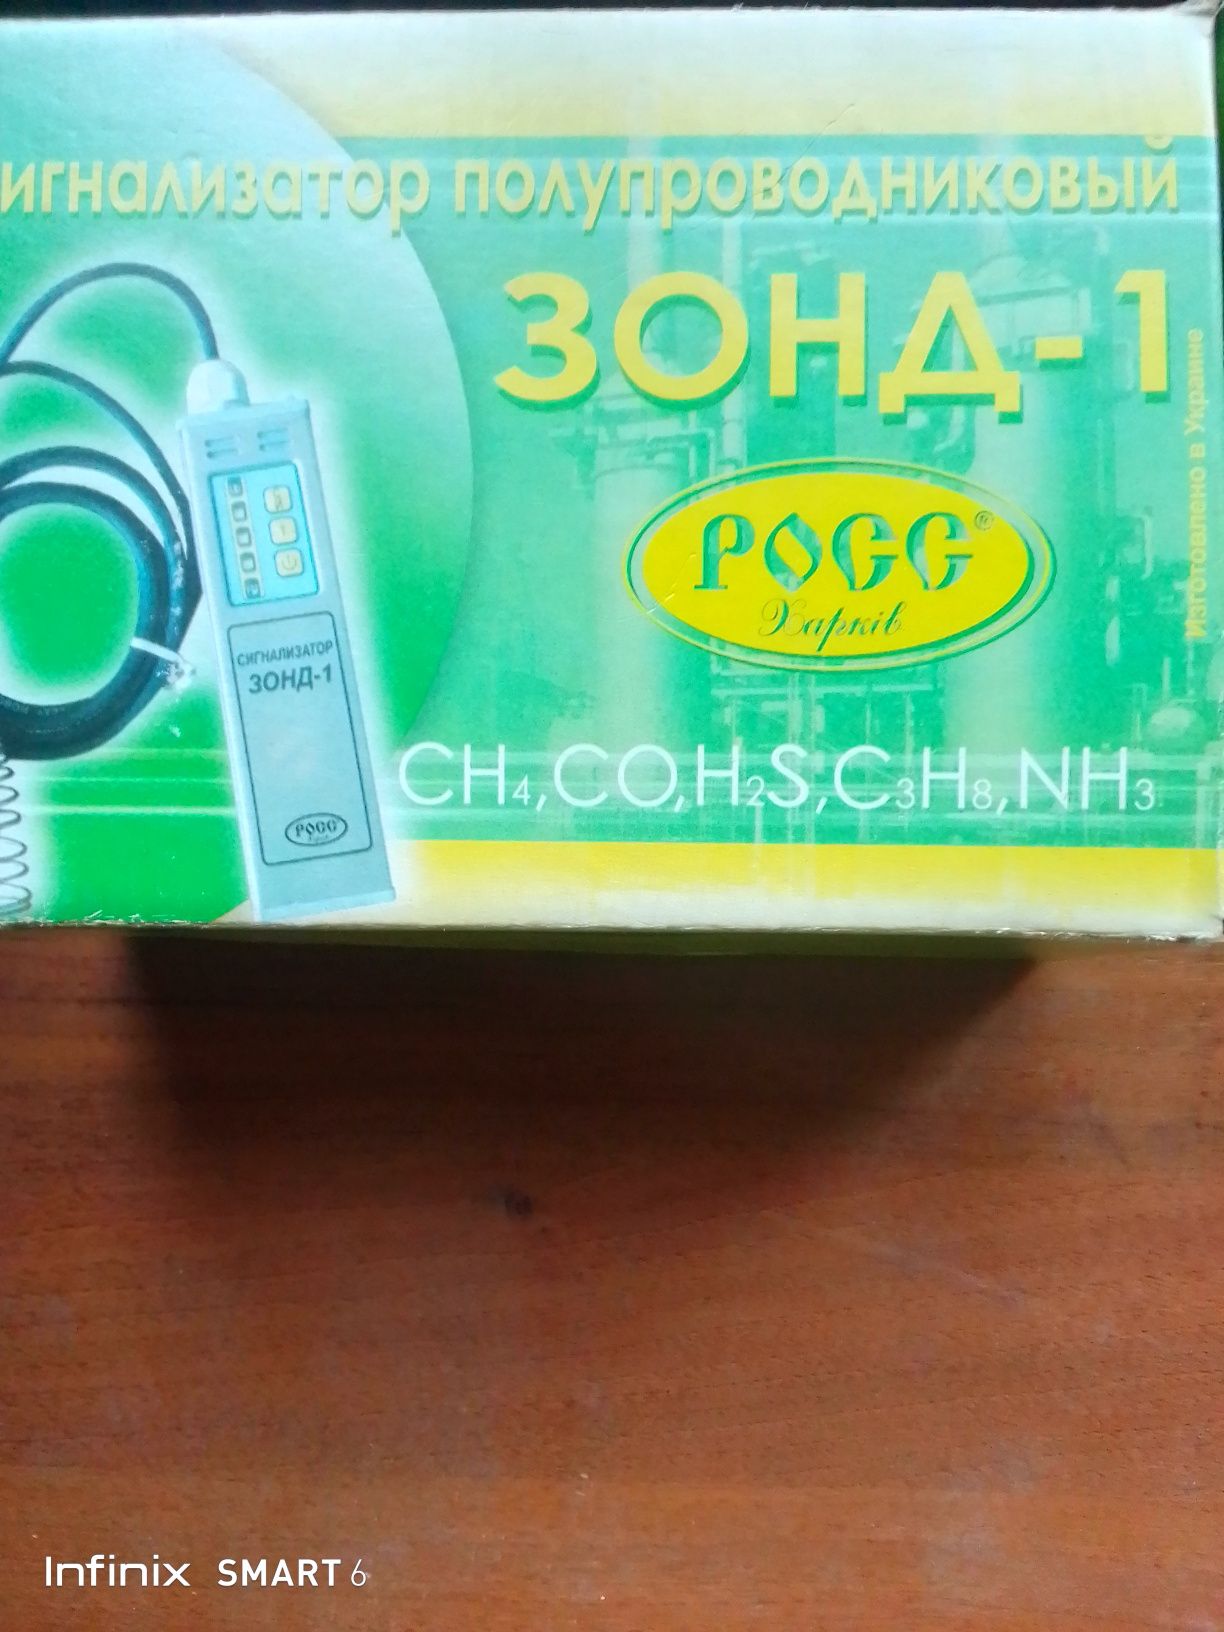 игнализатор полупроводниковый
ЗОНД-1
Изготовлено в Украине
РОСС®
Харків
СИГНАЛИЗАТОР
ЗОНД-1
РОСС
CH4,CO,H2S,C3H8,NH3
Infinix SMART 6